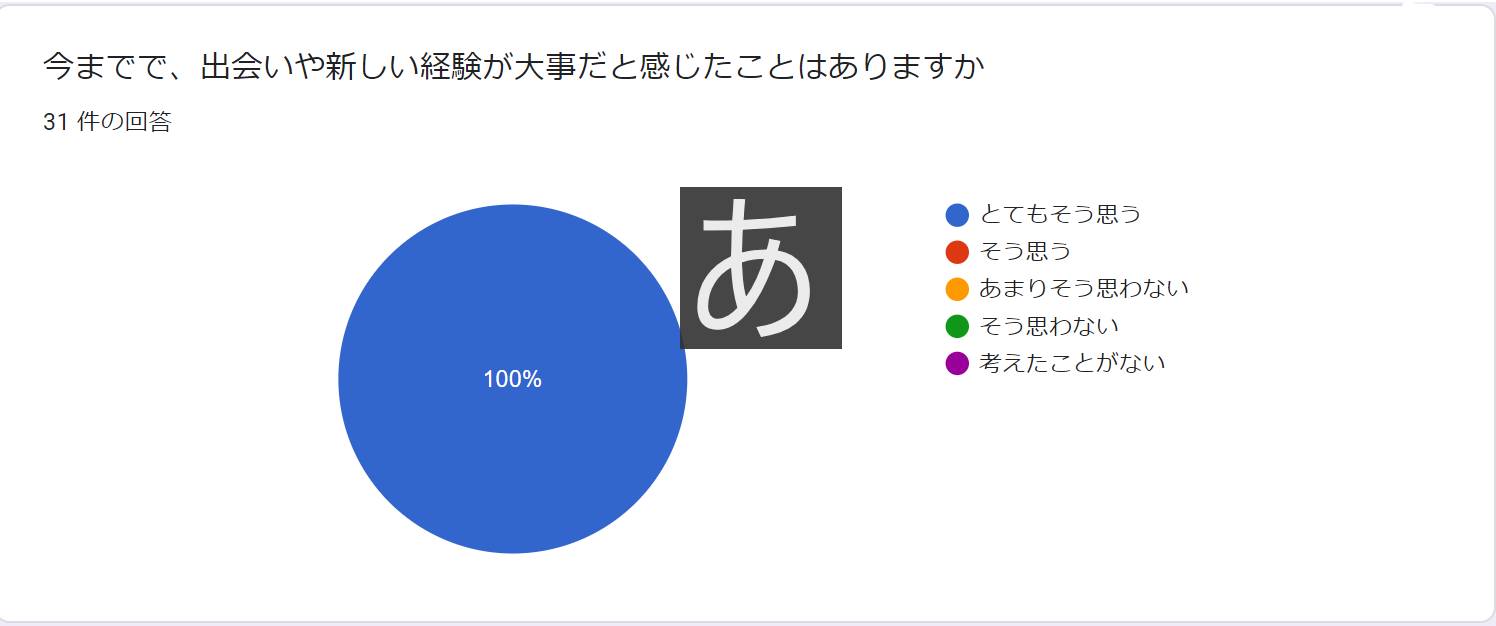 今までで、出会いや新しい経験が大事だと感じたことはありますか
31 件の回答
100%
あ
とてもそう思う
そう思う
あまりそう思わない
そう思わない
考えたことがない